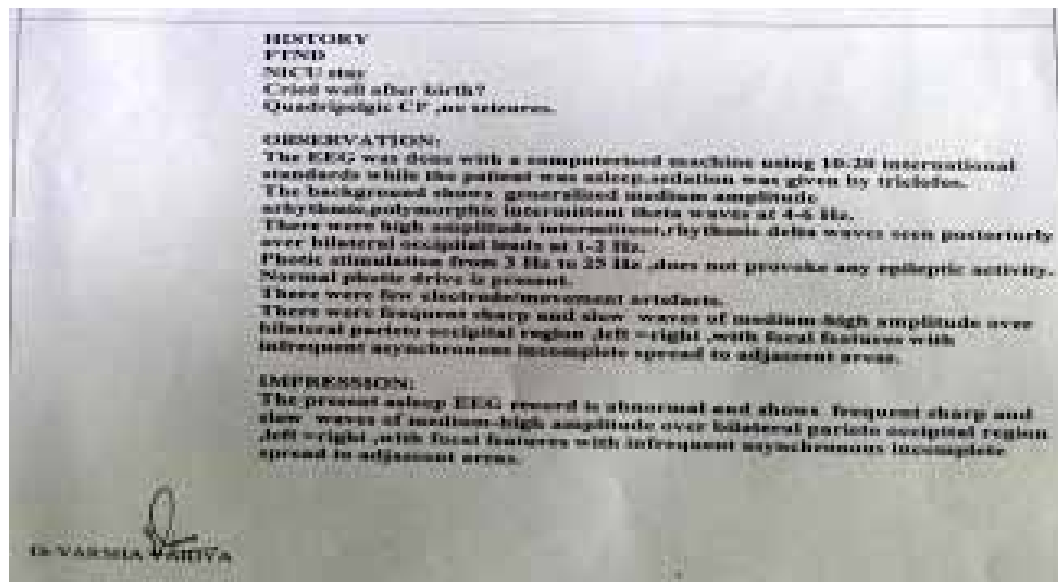 HISTORY
FTND
NICU stay
Cried well after birth?
Quadripelgic CP ,no seizures.
OBSERVATION:
The EEG was done with a computerised machine using 10-20 international
standards while the patient was asleep,sedation was given by triclofos.
The background shows generalised medium amplitude
arhythmic,polymorphic intermittent theta waves at 4-6 Hz.
There were high amplitude intermittent,rhythmic delta waves seen posteriorly
over bilateral occipital leads at 1-2 Hz.
Photic stimulation from 3 Hz to 25 Hz ,does not provoke any epileptic activity.
Normal photic drive is present.
There were few electrode/movement artefacts.
There were frequent sharp and slow waves of medium-high amplitude over
bilateral parieto occipital region ,left right ,with focal features with
infrequent asynchronous incomplete spread to adjascent areas.
IMPRESSION:
The present asleep EEG record is abnormal and shows frequent sharp and
slow waves of medium-high amplitude over bilateral parieto occipital region
,left right ,with focal features with infrequent asynchronous incomplete
spread to adjascent areas.
Dr VAIDYA